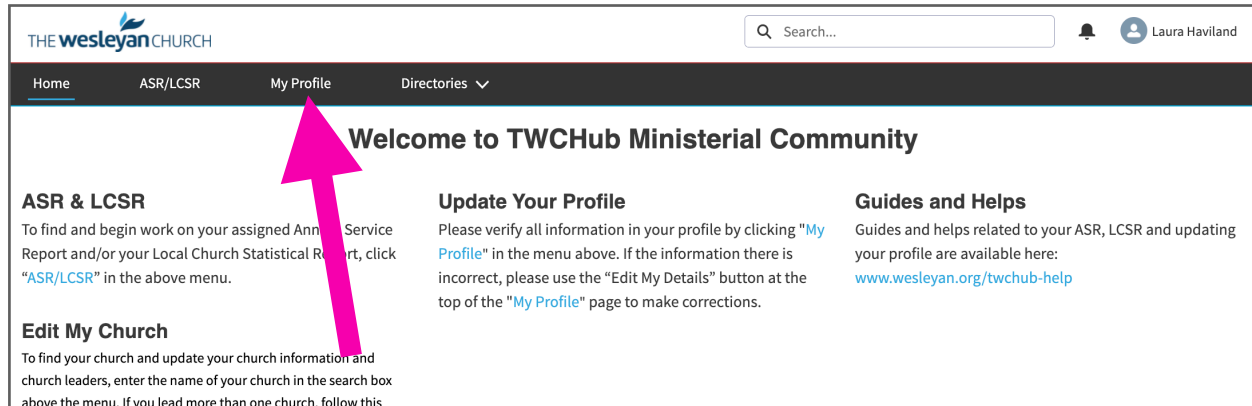 THE wesleyan CHURCH
Search...
Laura Haviland
Home ASR/LCSR My Profile Directories
Welcome to TWCHub Ministerial Community
ASR & LCSR
To find and begin work on your assigned Ann Service
Report and/or your Local Church Statistical R rt, click
“ASR/LCSR” in the above menu.
Edit My Church
To find your church and update your church information and
church leaders, enter the name of your church in the search box
above the menu. If you lead more than one church, follow this
Update Your Profile
Please verify all information in your profile by clicking "My
Profile" in the menu above. If the information there is
incorrect, please use the “Edit My Details” button at the
top of the "My Profile" page to make corrections.
Guides and Helps
Guides and helps related to your ASR, LCSR and updating
your profile are available here:
www.wesleyan.org/twchub-help